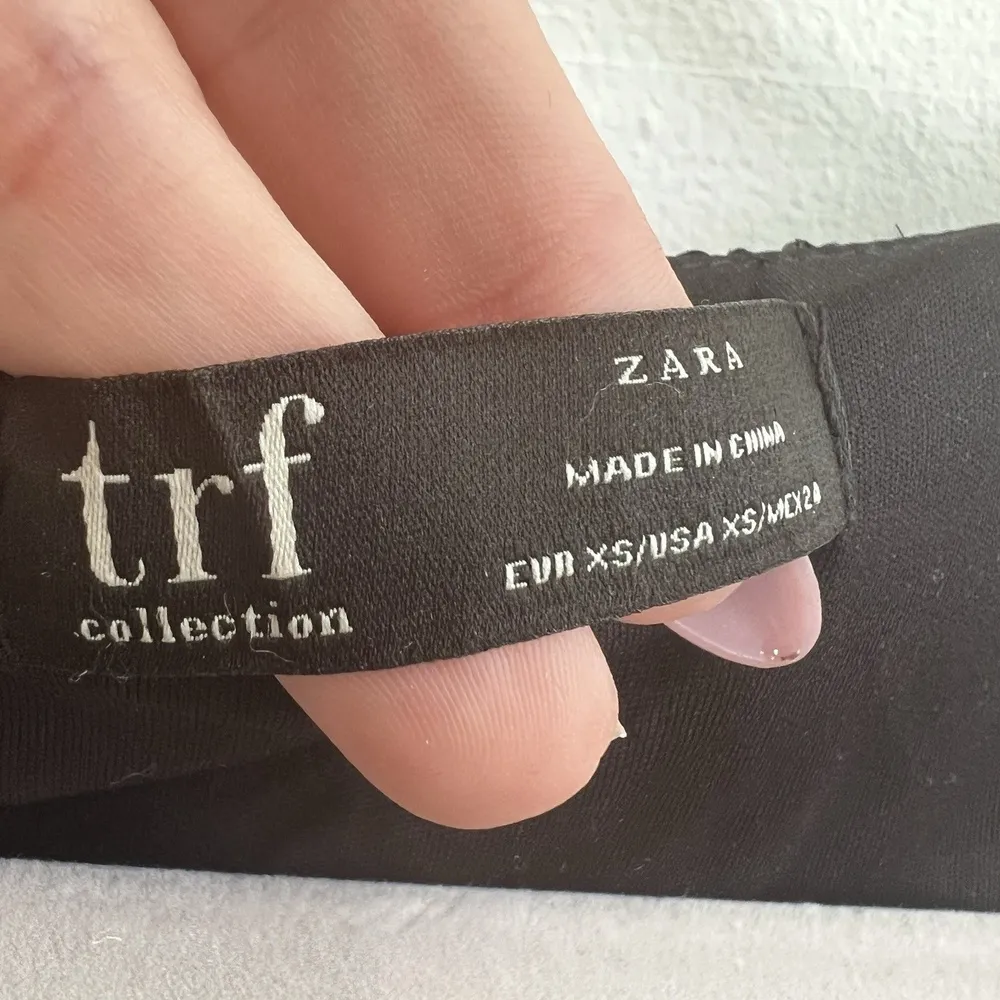 trf
collection
ZARA
MADE IN CHINA
EUR XS/USA XS/MEX 24